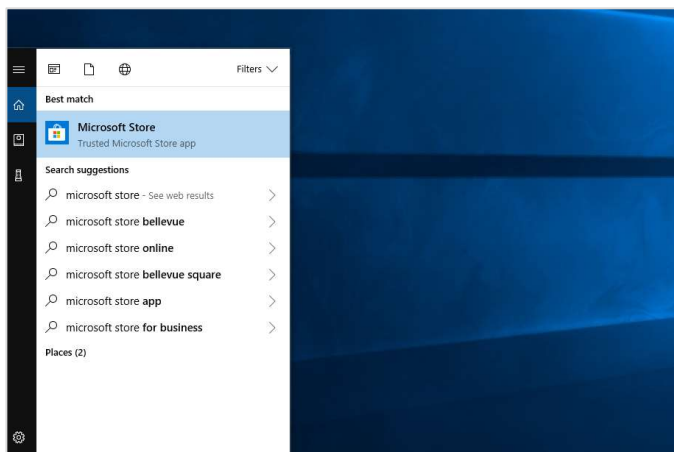 Filters
Best match
Microsoft Store
Trusted Microsoft Store app
Search suggestions
microsoft store - See web results
microsoft store bellevue
microsoft store online
microsoft store bellevue square
microsoft store app
microsoft store for business
Places (2)